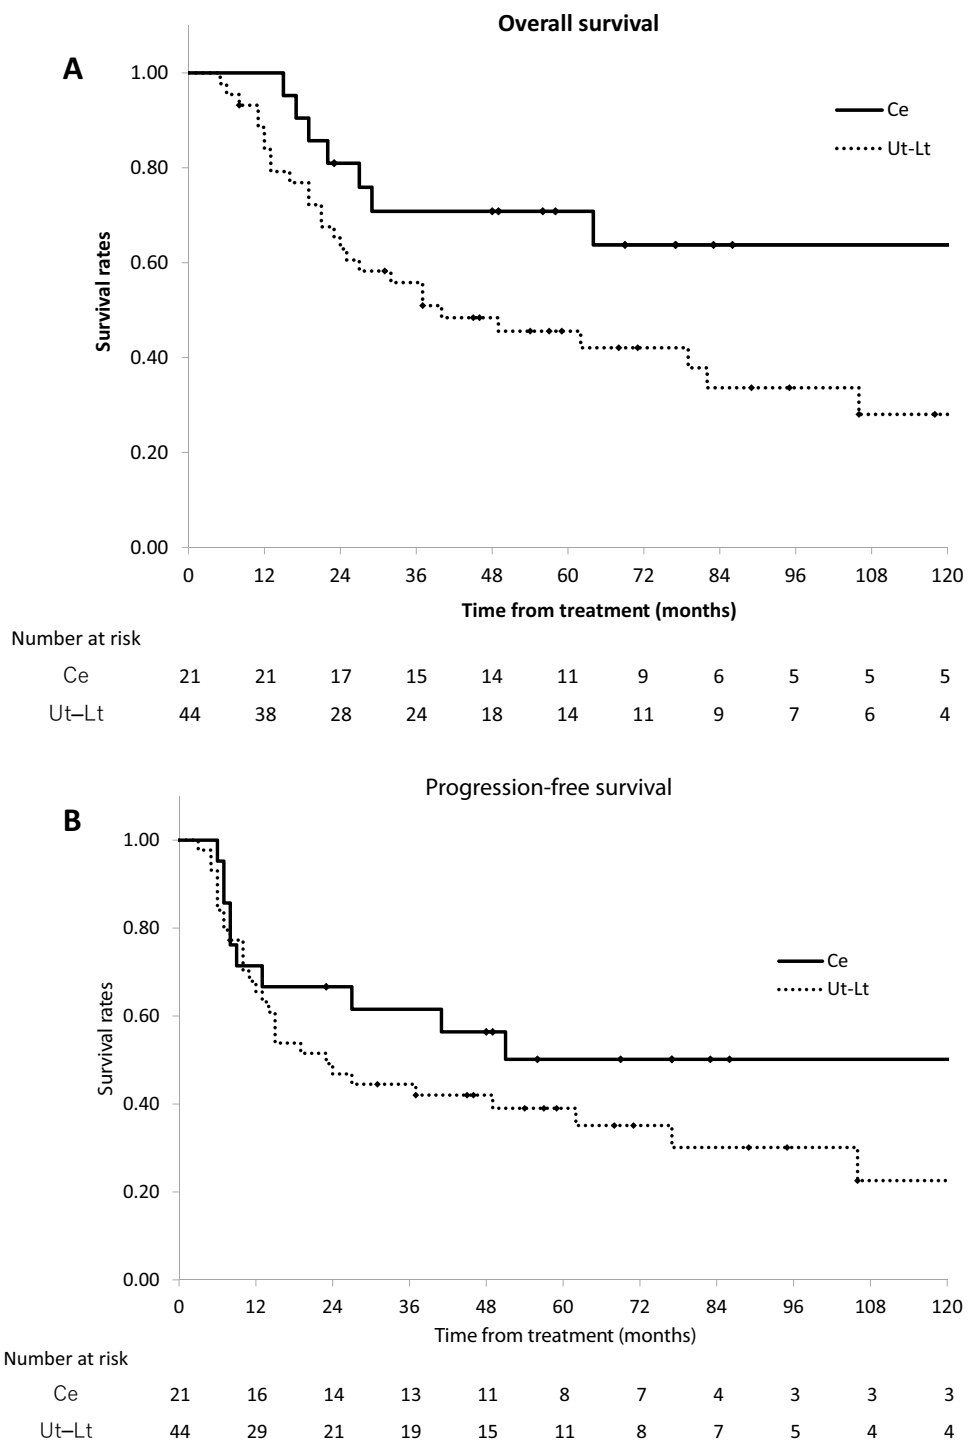 Overall survival
A
1.00
0.80
0.60
0.40
0.20
0.00
Survival rates
Ce
Ut-Lt
0 12 24 36 48 60 72 84 96 108 120
Time from treatment (months)
Number at risk
Ce 21 21 17 15 14 11 9 6 5 5 5
Ut–Lt 44 38 28 24 18 14 11 9 7 6 4
Progression-free survival
B
1.00
0.80
0.60
0.40
0.20
0.00
Survival rates
Ce
Ut-Lt
0 12 24 36 48 60 72 84 96 108 120
Time from treatment (months)
Number at risk
Ce 21 16 14 13 11 8 7 4 3 3 3
Ut–Lt 44 29 21 19 15 11 8 7 5 4 4